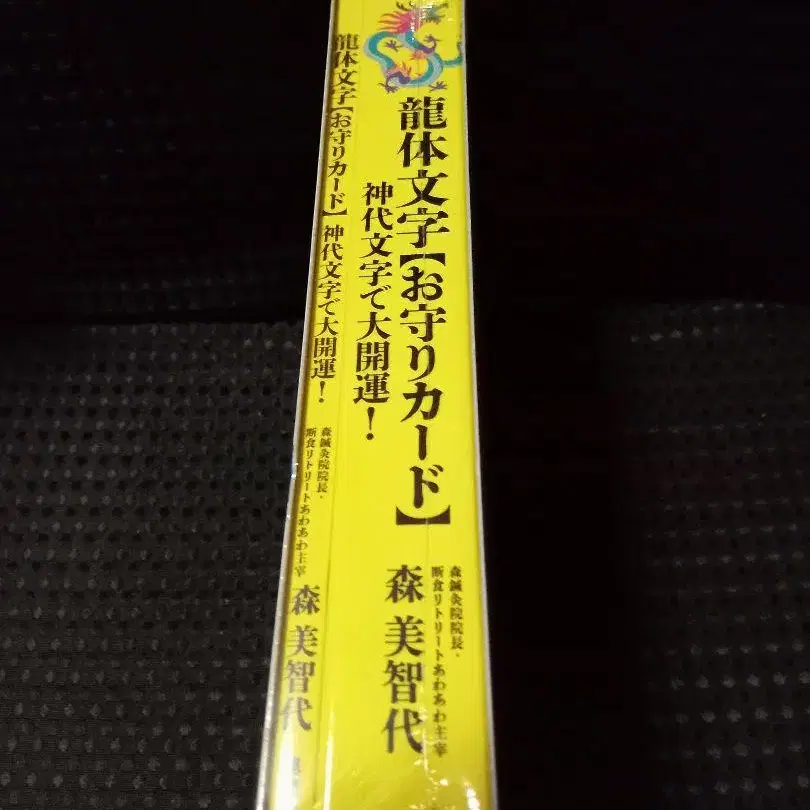 龍体文字【お守りカード】
神代文字で大開運!
森鍼灸院院長・
断食リトリートあわあわ主宰
森 美智代
龍体文字【お守りカード】 神代文字で大開運!
森鍼灸院院長・
断食リトリートあわあわ主宰
森 美智代